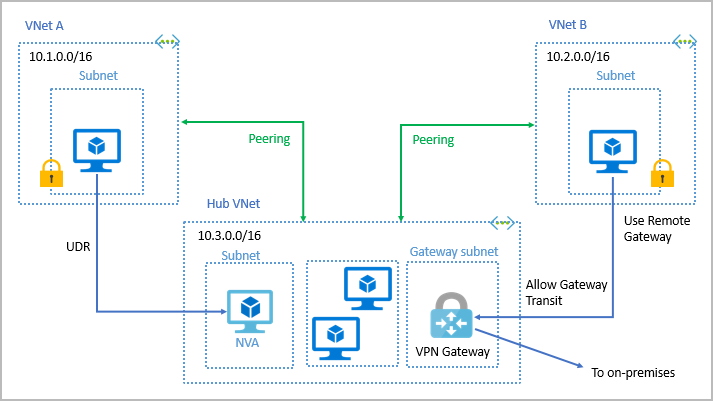 VNet A
VNet B
10.1.0.0/16
10.2.0.0/16
Subnet
Subnet
Peering
Peering
Hub VNet
Use Remote
Gateway
10.3.0.0/16
UDR
Subnet
Gateway subnet
Allow Gateway
Transit
NVA
VPN Gateway
To on-premises